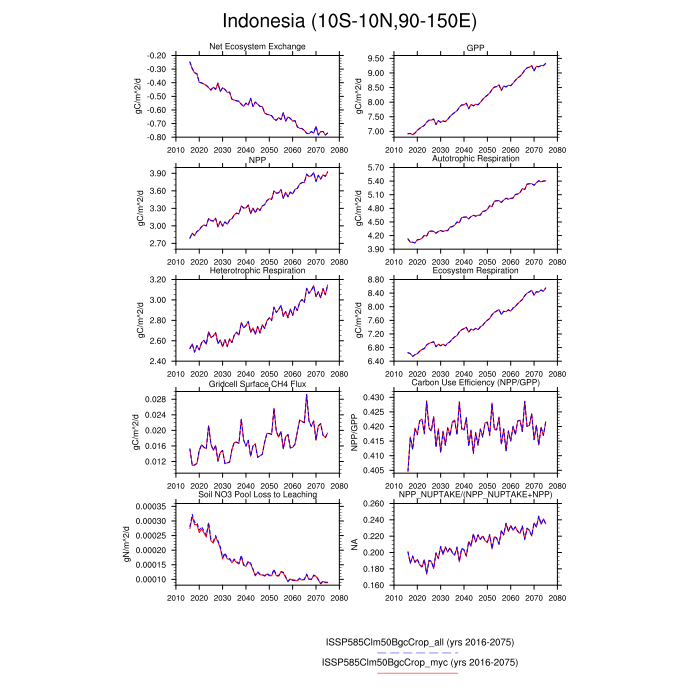 Indonesia (10S-10N,90-150E)
Net Ecosystem Exchange
GPP
-0.20
-0.30
-0.40
-0.50
-0.60
-0.70
-0.80
gC/m^2/d
2010 2020 2030 2040 2050 2060 2070 2080
9.50
9.00
8.50
8.00
7.50
7.00
gC/m^2/d
2010 2020 2030 2040 2050 2060 2070 2080
NPP
Autotrophic Respiration
3.90
3.60
3.30
3.00
2.70
gC/m^2/d
2010 2020 2030 2040 2050 2060 2070 2080
5.70
5.40
5.10
4.80
4.50
4.20
3.90
gC/m^2/d
2010 2020 2030 2040 2050 2060 2070 2080
Heterotrophic Respiration
Ecosystem Respiration
3.20
3.00
2.80
2.60
2.40
gC/m^2/d
2010 2020 2030 2040 2050 2060 2070 2080
8.80
8.40
8.00
7.60
7.20
6.80
6.40
gC/m^2/d
2010 2020 2030 2040 2050 2060 2070 2080
Gridcell Surface CH4 Flux
Carbon Use Efficiency (NPP/GPP)
0.028
0.024
0.020
0.016
0.012
gC/m^2/d
2010 2020 2030 2040 2050 2060 2070 2080
0.430
0.425
0.420
0.415
0.410
0.405
NPP/GPP
2010 2020 2030 2040 2050 2060 2070 2080
Soil NO3 Pool Loss to Leaching
NPP_NUPTAKE/(NPP_NUPTAKE+NPP)
0.00035
0.00030
0.00025
0.00020
0.00015
0.00010
gN/m^2/d
2010 2020 2030 2040 2050 2060 2070 2080
0.260
0.240
0.220
0.200
0.180
0.160
NA
2010 2020 2030 2040 2050 2060 2070 2080
ISSP585Clm50BgcCrop_all (yrs 2016-2075)
ISSP585Clm50BgcCrop_myc (yrs 2016-2075)